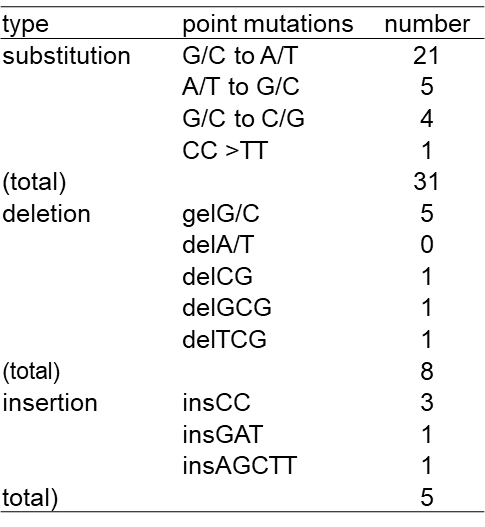 type point mutations number
substitution G/C to A/T 21
A/T to G/C 5
G/C to C/G 4
CC >TT 1
(total) 31
deletion gelG/C 5
delA/T 0
delCG 1
delGCG 1
delTCG 1
(total) 8
insertion insCC 3
insGAT 1
insAGCTT 1
total) 5